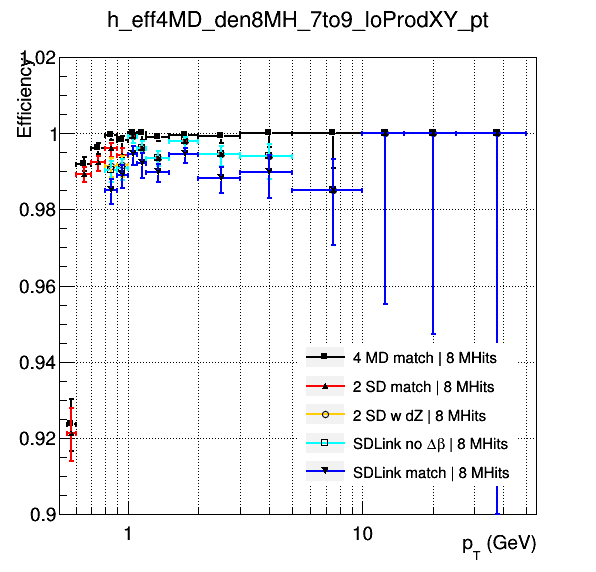 h_eff4MD_den8MH_7to9_loProdXY_pt
Efficiency
1.02
1
0.98
0.96
0.94
0.92
0.9
4 MD match | 8 MHits
2 SD match | 8 MHits
2 SD w dZ | 8 MHits
SDLink no Δβ | 8 MHits
SDLink match | 8 MHits
1
10
p_T (GeV)